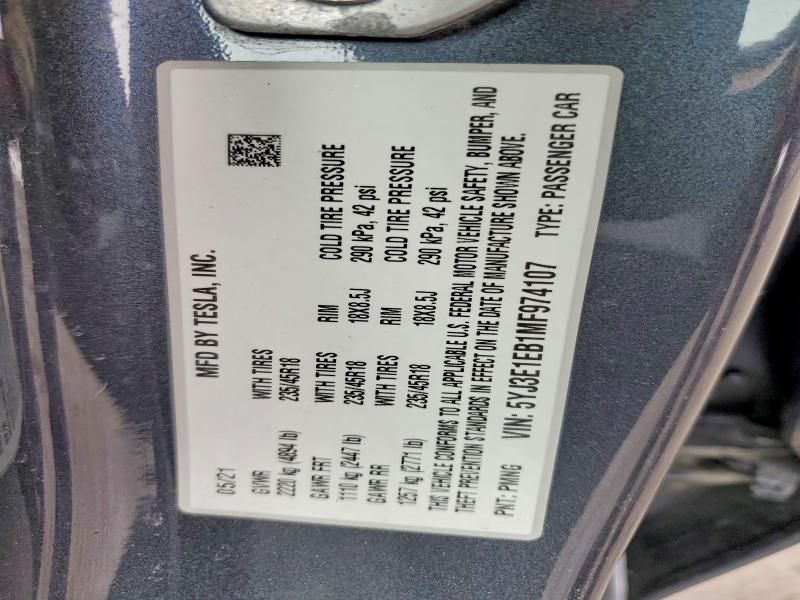 MFD BY TESLA, INC.
05/21
GVWR WITH TIRES RIM COLD TIRE PRESSURE
2220 kg (4894 lb) 235/45R18 18X8.5J 290 kPa, 42 psi
GAWR FRT WITH TIRES RIM COLD TIRE PRESSURE
1110 kg (2447 lb) 235/45R18 18X8.5J 290 kPa, 42 psi
GAWR RR
1257 kg (2771 lb) 235/45R18
THIS VEHICLE CONFORMS TO ALL APPLICABLE U.S. FEDERAL MOTOR VEHICLE SAFETY, BUMPER, AND
THEFT PREVENTION STANDARDS IN EFFECT ON THE DATE OF MANUFACTURE SHOWN ABOVE.
PNT: PMNG VIN: 5YJ3E1EB1MF974107 TYPE: PASSENGER CAR